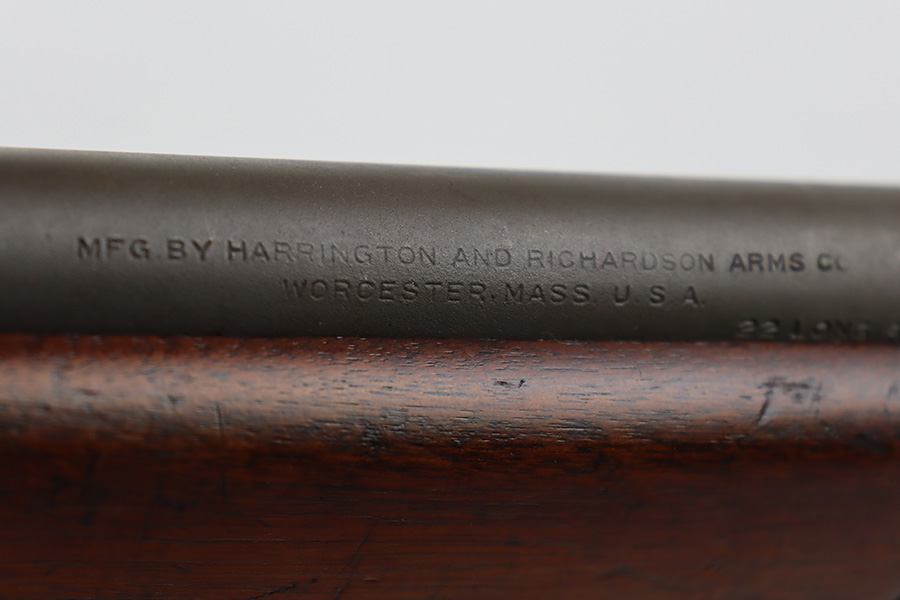 MFG. BY HARRINGTON AND RICHARDSON ARMS CO
WORCESTER, MASS. U. S. A.
22 LONG